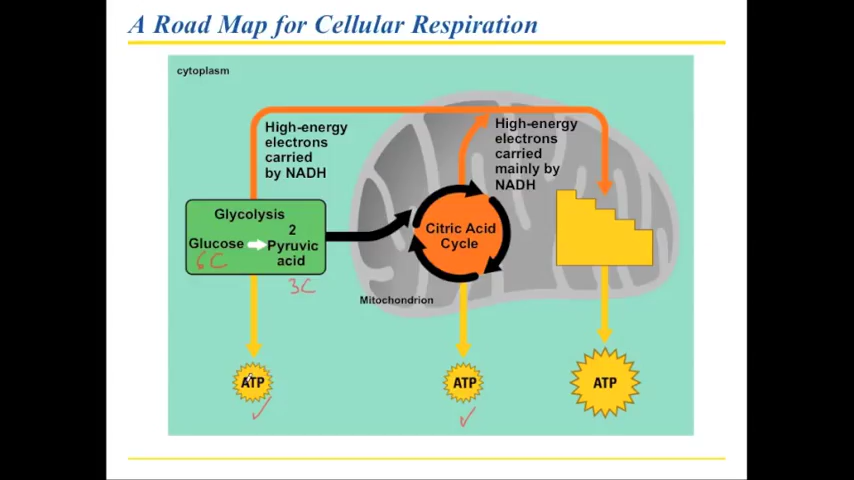 A Road Map for Cellular Respiration
cytoplasm
High-energy
electrons
carried
by NADH
High-energy
electrons
carried
mainly by
NADH
Glycolysis
2
Glucose
Pyruvic
acid
6C
3C
Citric Acid
Cycle
Mitochondrion
ATP
ATP
ATP